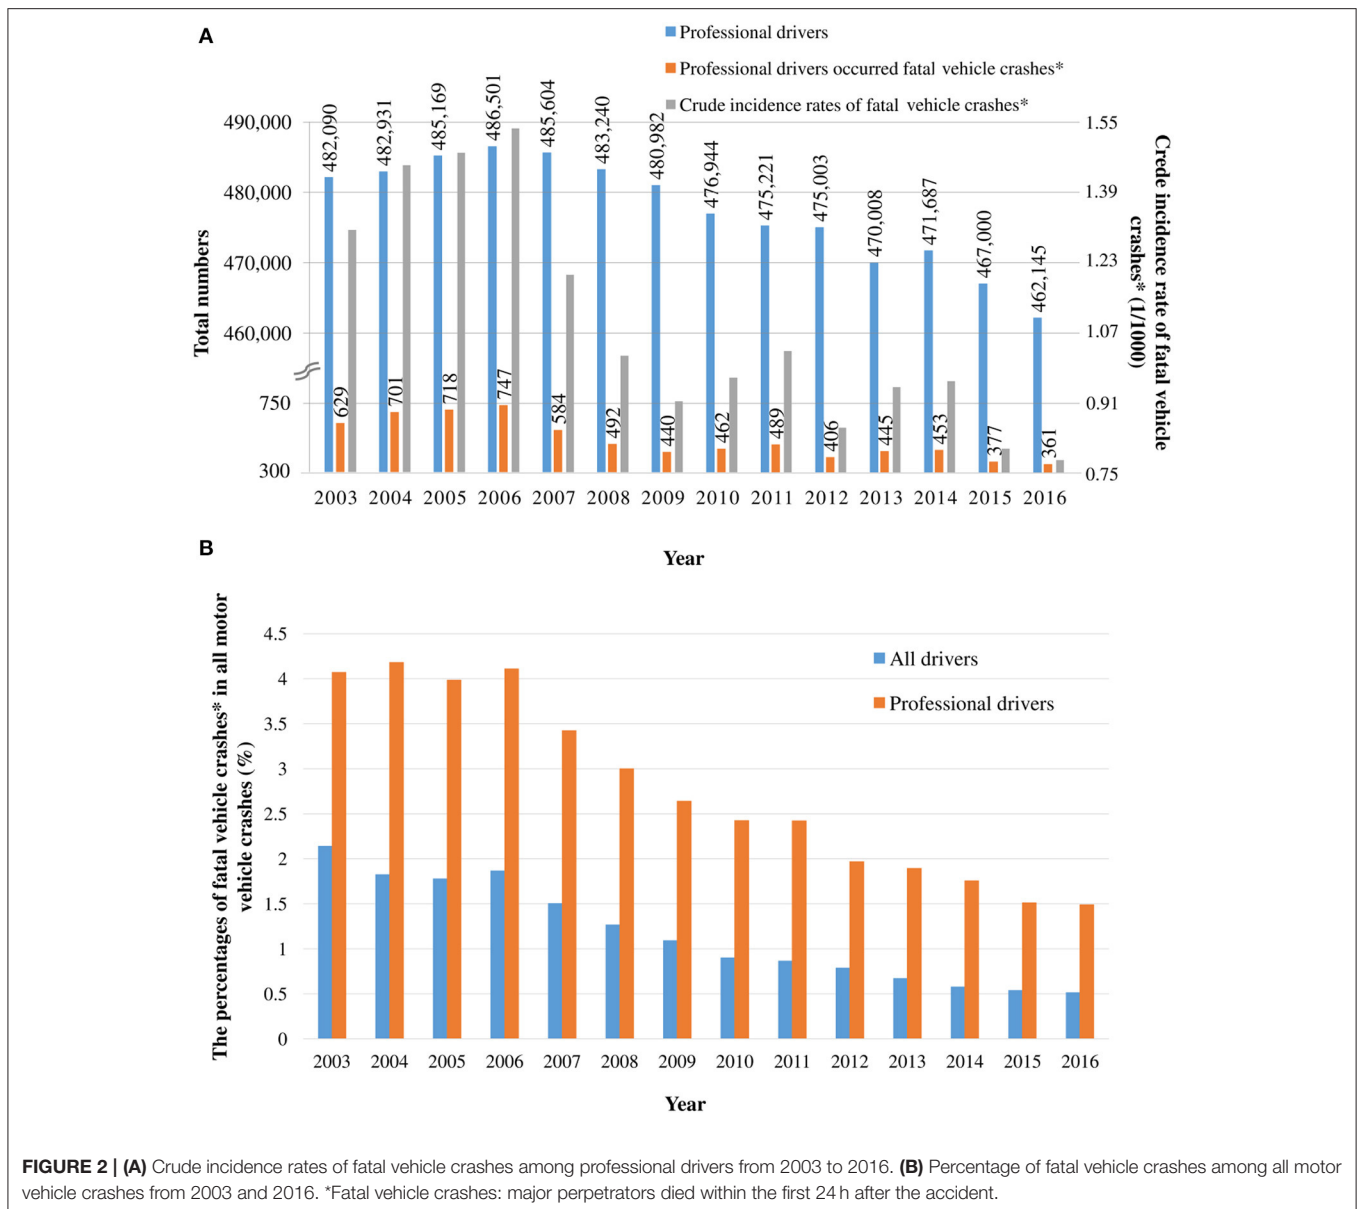 A
Professional drivers
Professional drivers occurred fatal vehicle crashes*
Crude incidence rates of fatal vehicle crashes*
Total numbers
490,000
480,000
470,000
460,000
750
300
482,090
482,931
485,169
486,501
485,604
483,240
480,982
476,944
475,221
475,003
470,008
471,687
467,000
462,145
629
701
718
747
584
492
440
462
489
406
445
453
377
361
1.55
1.39
1.23
1.07
0.91
0.75
Crede incidence rate of fatal vehicle
crashes* (1/1000)
2003 2004 2005 2006 2007 2008 2009 2010 2011 2012 2013 2014 2015 2016
Year
B
The percentages of fatal vehicle crashes* in all motor
vehicle crashes (%)
4.5
4
3.5
3
2.5
2
1.5
1
0.5
0
All drivers
Professional drivers
2003 2004 2005 2006 2007 2008 2009 2010 2011 2012 2013 2014 2015 2016
Year
FIGURE 2 | (A) Crude incidence rates of fatal vehicle crashes among professional drivers from 2003 to 2016. (B) Percentage of fatal vehicle crashes among all motor
vehicle crashes from 2003 and 2016. *Fatal vehicle crashes: major perpetrators died within the first 24 h after the accident.